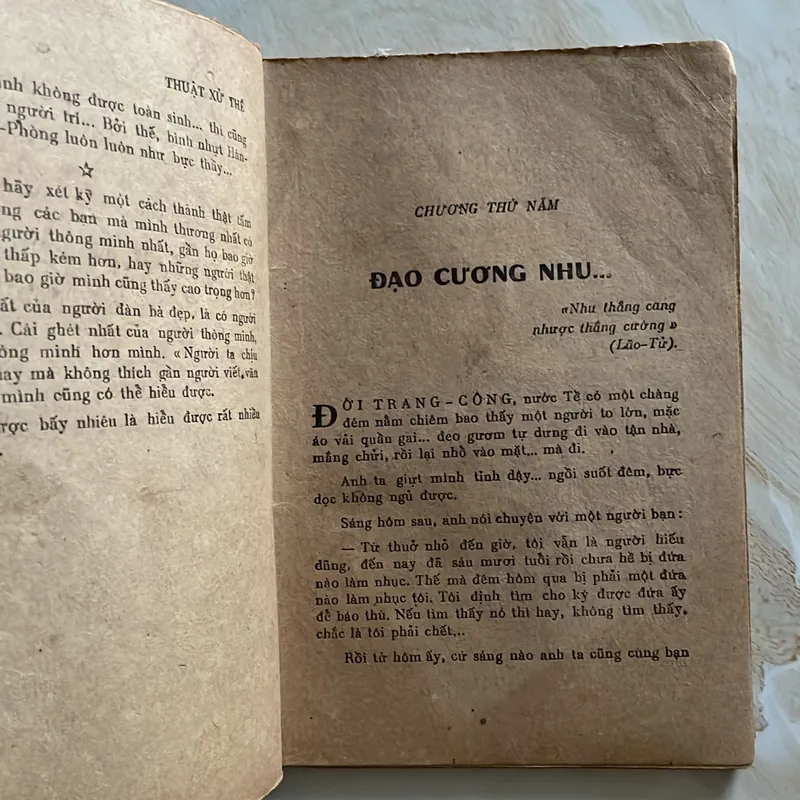 THUẬT XỬ THẾ
không được toàn sinh... thì cũng
người trí... Bởi thế, bình nhựt Hàn-
-Phòng luôn luôn như bực thầy...
☆
hãy xét kỹ một cách thành thật tấm
các bạn mà mình thương nhất có
người thông minh nhất, gần họ bao giờ
thấp kém hơn, hay những người thật
bao giờ mình cũng thấy cao trọng hơn?
của người đàn bà đẹp, là có người
. Cái ghét nhất của người thông minh,
minh hơn mình. «Người ta chịu
mà không thích gần người viết văn
mình cũng có thể hiểu được.
bấy nhiêu là hiểu được rất nhiều
CHƯƠNG THỨ NĂM
ĐẠO CƯƠNG NHU...
«Nhu thắng cang
nhược thắng cường»
(Lão-Tử).
ĐỜI TRANG-CÔNG, nước Tề có một chàng
đêm nằm chiêm bao thấy một người to lớn, mặc
áo vải quần gai... đeo gươm tự dưng đi vào tận nhà,
mắng chửi, rồi lại nhổ vào mặt... mà đi.
Anh ta giựt mình tỉnh dậy... ngồi suốt đêm, bực
dọc không ngủ được.
Sáng hôm sau, anh nói chuyện với một người bạn:
— Từ thuở nhỏ đến giờ, tôi vẫn là người hiếu
dũng, đến nay đã sáu mươi tuổi rồi chưa hề bị đứa
nào làm nhục. Thế mà đêm hôm qua bị phải một đứa
nào làm nhục tôi. Tôi định tìm cho kỳ được đứa ấy
để báo thù. Nếu tìm thấy nó thì hay, không tìm thấy,
chắc là tôi phải chết...
Rồi từ hôm ấy, cứ sáng nào anh ta cũng cùng bạn